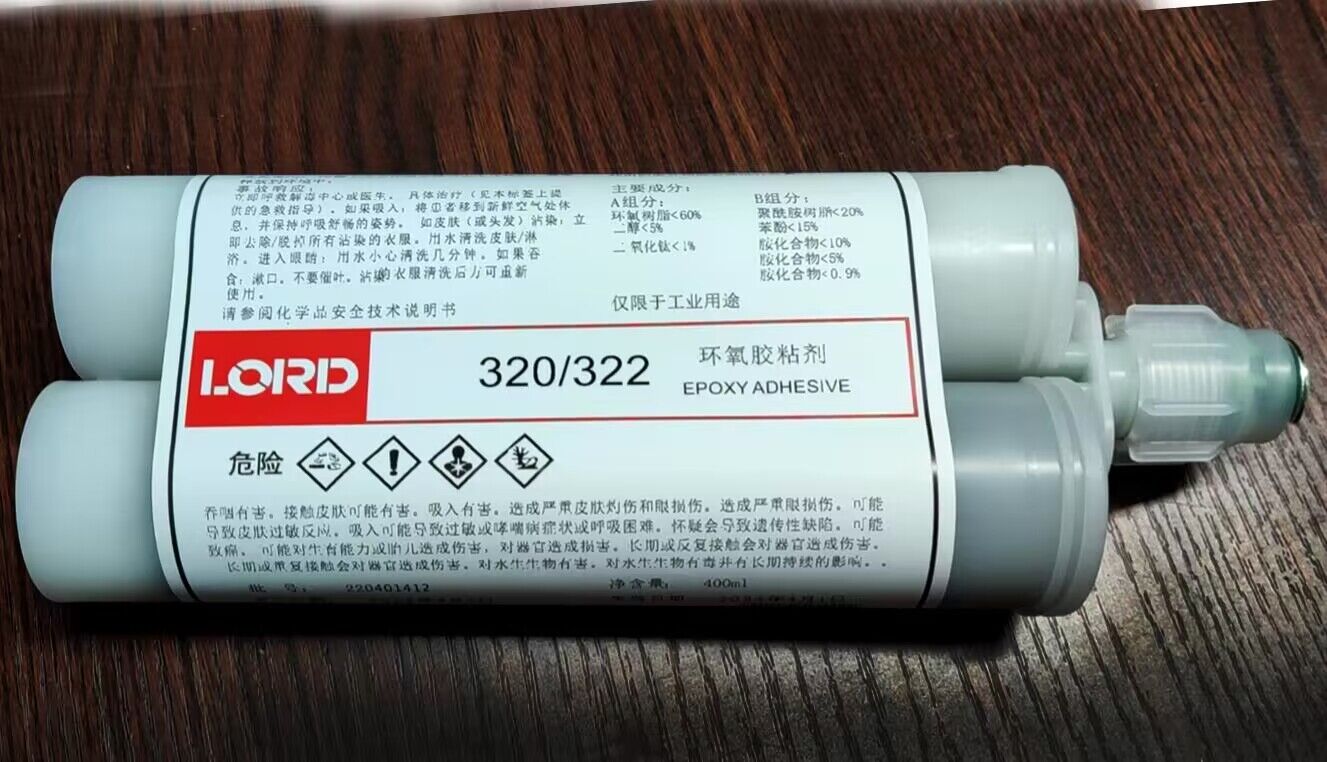 事故响应：
立即呼救解毒中心或医生。具体治疗（见本标签上提
供的急救指导）。如果吸入：将①者移到新鲜空气处休
息，并保持呼吸舒畅的姿势。如皮肤（或头发）沾染：立
即去除/脱掉所有沾染的衣服。用水清洗皮肤/淋
浴。进入眼睛：用水小心清洗几分钟。如果吞
食：漱口。不要催吐。沾染的衣服清洗后方可重新
使用。
请参阅化学品安全技术说明书
主要成分：
A组分：
环氧树脂<60%
二醇<5%
二氧化钛<1%
B组分：
聚酰胺树脂<20%
苯酚<15%
胺化合物<10%
胺化合物<5%
胺化合物<0.9%
仅限于工业用途
LORD
320/322
环氧胶粘剂
EPOXY ADHESIVE
危险
吞咽有害。接触皮肤可能有害。吸入有害。造成严重皮肤灼伤和眼损伤。造成严重眼损伤。可能
导致皮肤过敏反应。吸入可能导致过敏或哮喘病症状或呼吸困难。怀疑会导致遗传性缺陷。可能
致癌。可能对生育能力或胎儿造成伤害，对器官造成损害。长期或反复接触会对器官造成伤害。
长期或重复接触会对器官造成伤害。对水生生物有害。对水生生物有毒并有长期持续的影响。。
批 号： 220401412
净含量： 400ml